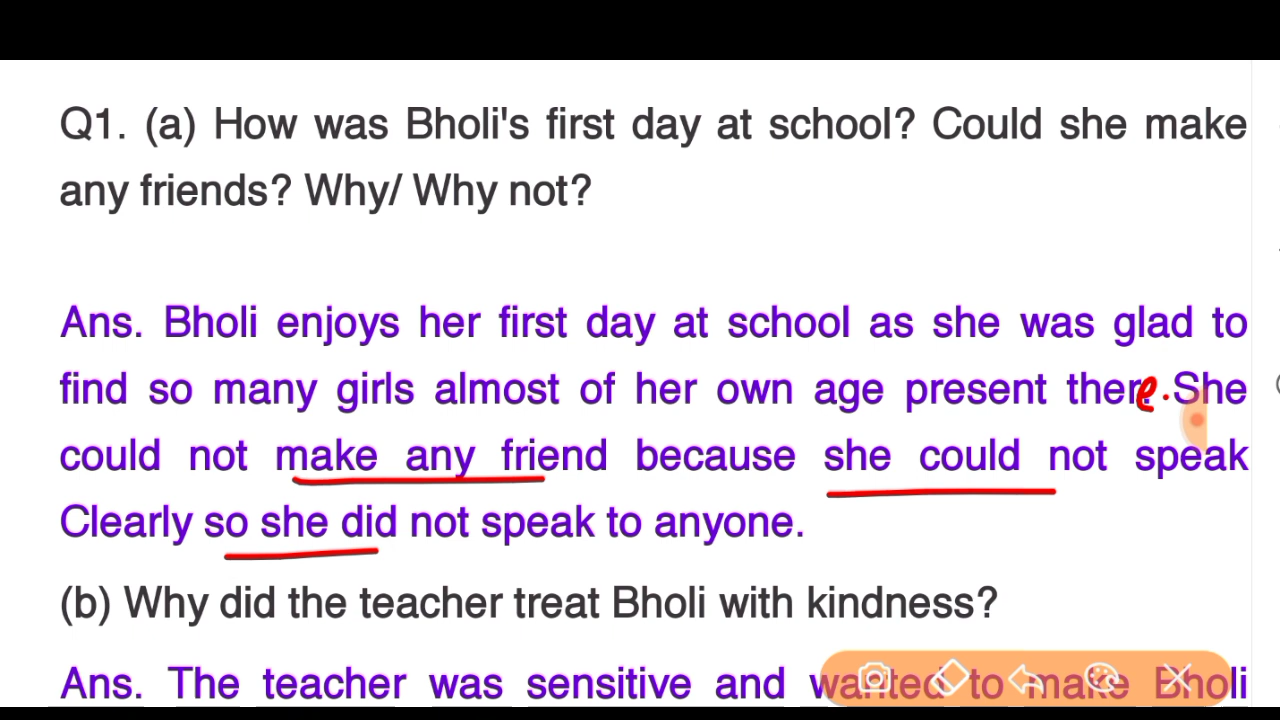 Q1. (a) How was Bholi's first day at school? Could she make
any friends? Why/ Why not?
Ans. Bholi enjoys her first day at school as she was glad to
find so many girls almost of her own age present there. She
could not make any friend because she could not speak
Clearly so she did not speak to anyone.
(b) Why did the teacher treat Bholi with kindness?
Ans. The teacher was sensitive and wanted to make Bholi